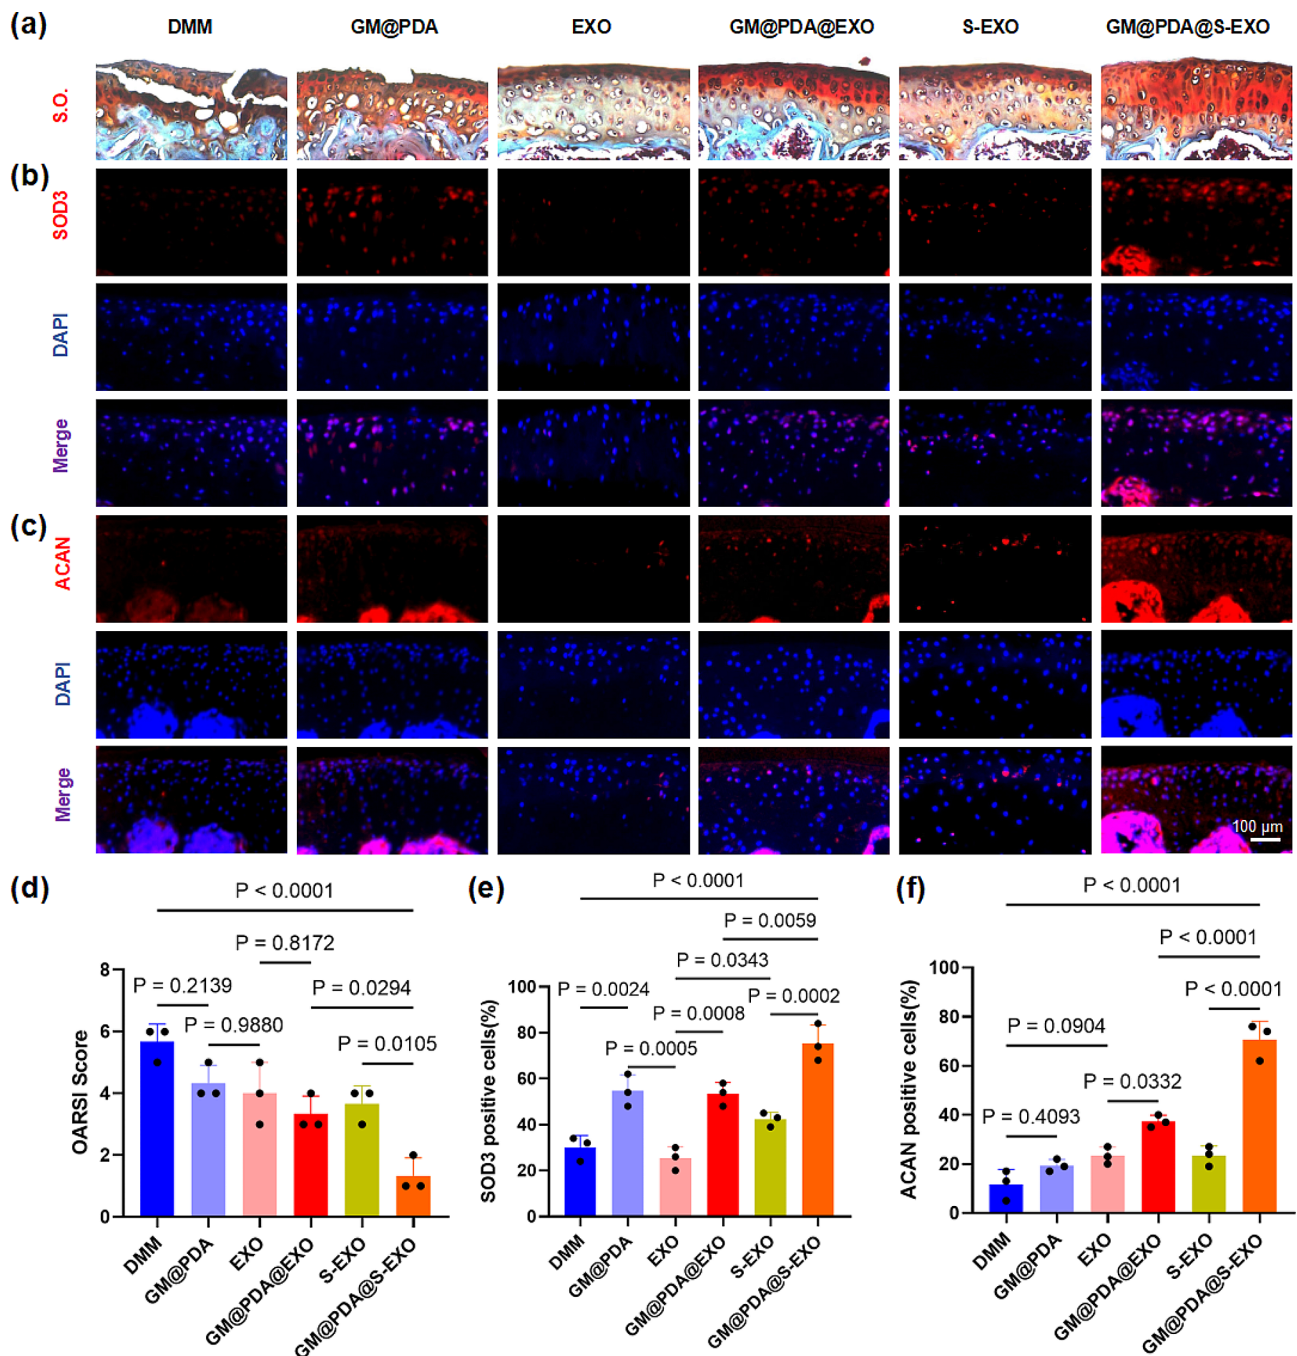 (a)
DMM GM@PDA EXO GM@PDA@EXO S-EXO GM@PDA@S-EXO
S.O.
(b)
SOD3
DAPI
Merge
(c)
ACAN
DAPI
Merge
100 µm
(d)
P < 0.0001
P = 0.8172
P = 0.2139
P = 0.0294
P = 0.9880
P = 0.0105
OARSI Score
8
6
4
2
0
DMM
GM@PDA
EXO
GM@PDA@EXO
S-EXO
GM@PDA@S-EXO
(e)
P < 0.0001
P = 0.0059
P = 0.0343
P = 0.0024
P = 0.0002
P = 0.0008
P = 0.0005
SOD3 positive cells(%)
100
80
60
40
20
0
DMM
GM@PDA
EXO
GM@PDA@EXO
S-EXO
GM@PDA@S-EXO
(f)
P < 0.0001
P < 0.0001
P < 0.0001
P = 0.0904
P = 0.0332
P = 0.4093
ACAN positive cells(%)
100
80
60
40
20
0
DMM
GM@PDA
EXO
GM@PDA@EXO
S-EXO
GM@PDA@S-EXO